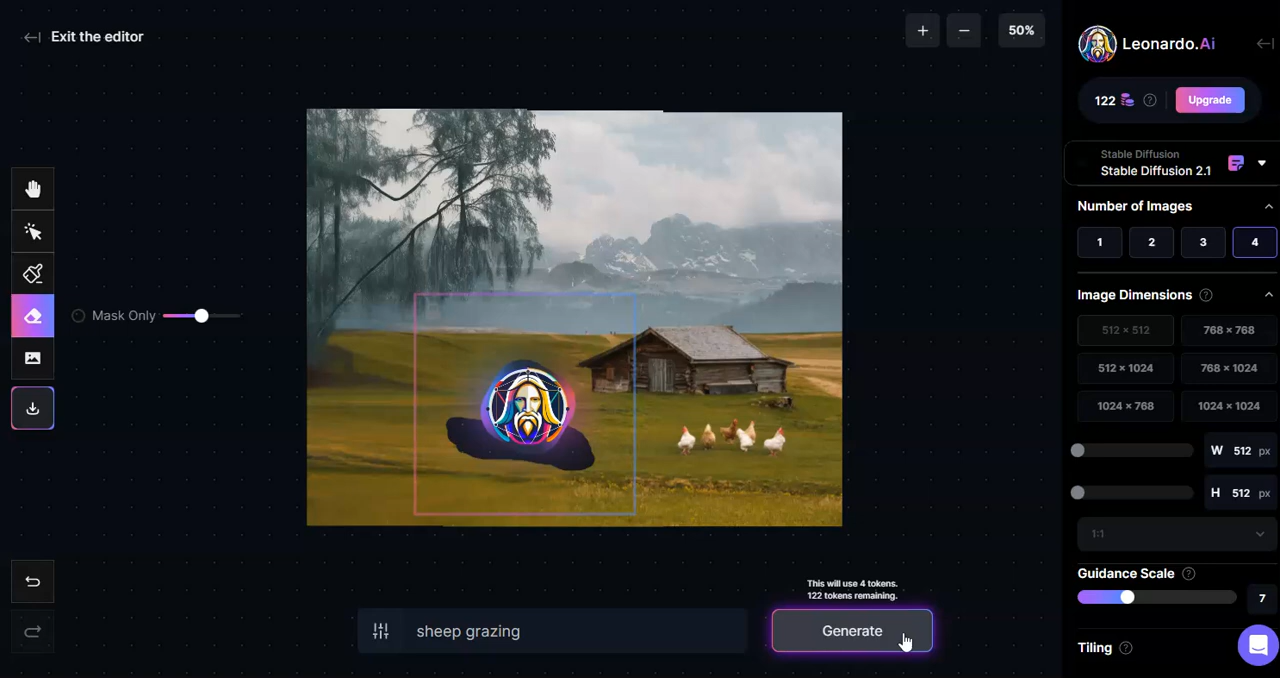 Exit the editor
50%
Leonardo.Ai
122
Upgrade
Stable Diffusion
Stable Diffusion 2.1
Number of Images
1 2 3 4
Image Dimensions
512 × 512 768 × 768
512 × 1024 768 × 1024
1024 × 768 1024 × 1024
W 512 px
H 512 px
1:1
Guidance Scale
7
Tiling
Mask Only
This will use 4 tokens.
122 tokens remaining.
sheep grazing
Generate